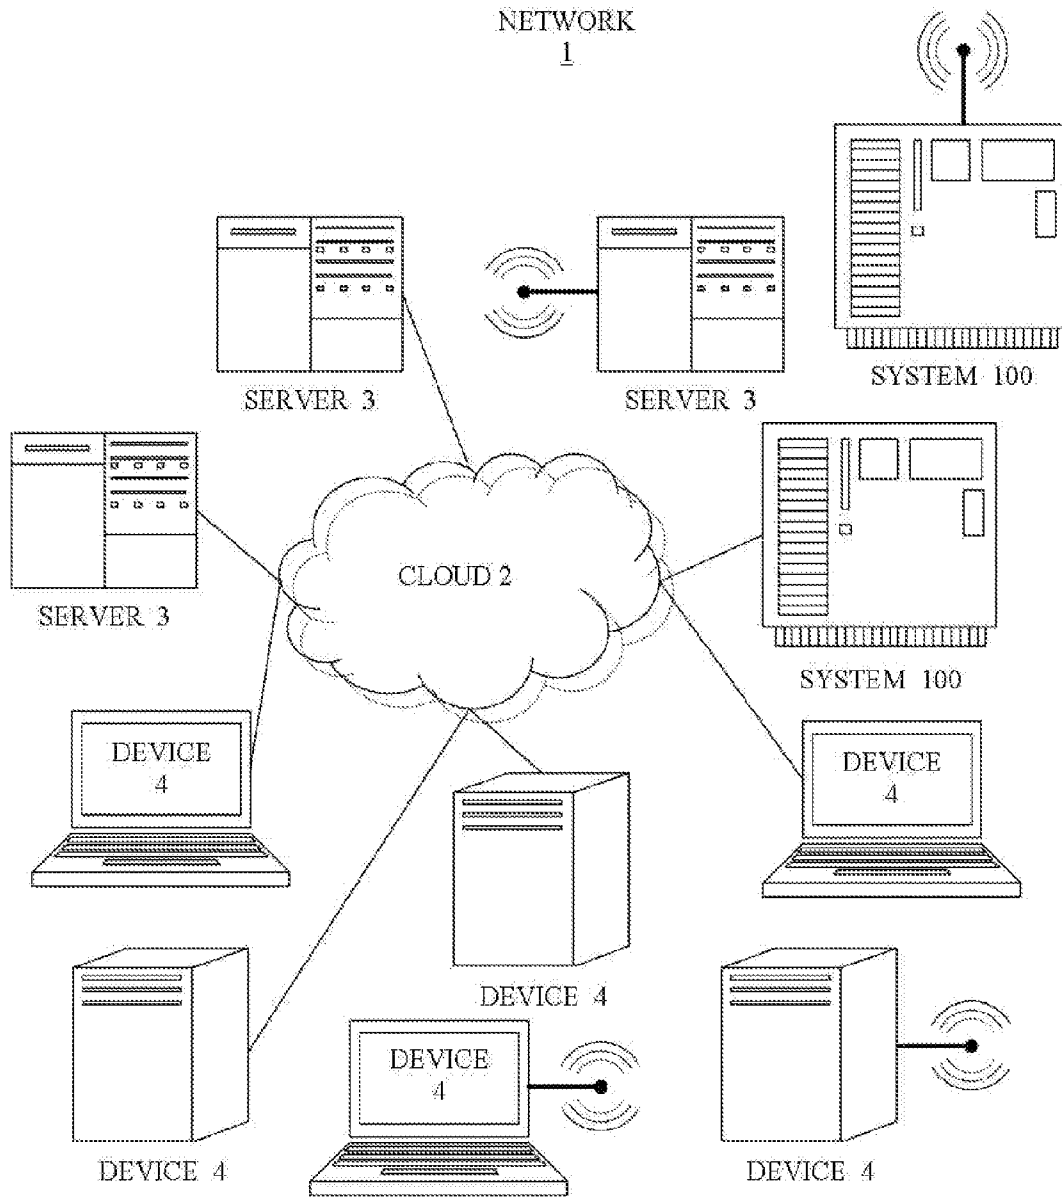 NETWORK
1
SYSTEM 100
SERVER 3
SERVER 3
CLOUD 2
SERVER 3
SYSTEM 100
DEVICE
4
DEVICE
4
DEVICE 4
DEVICE
4
DEVICE 4
DEVICE 4